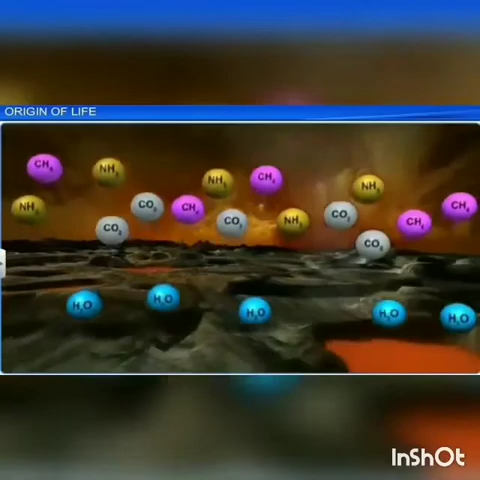 ORIGIN OF LIFE
CH₄
NH₃
NH₃
CH₄
NH₃
NH₃
CO₂
CH₄
CO₂
NH₃
CO₂
CH₄
CH₄
CO₂
CO₂
H₂O
H₂O
H₂O
H₂O
H₂O
InShOt